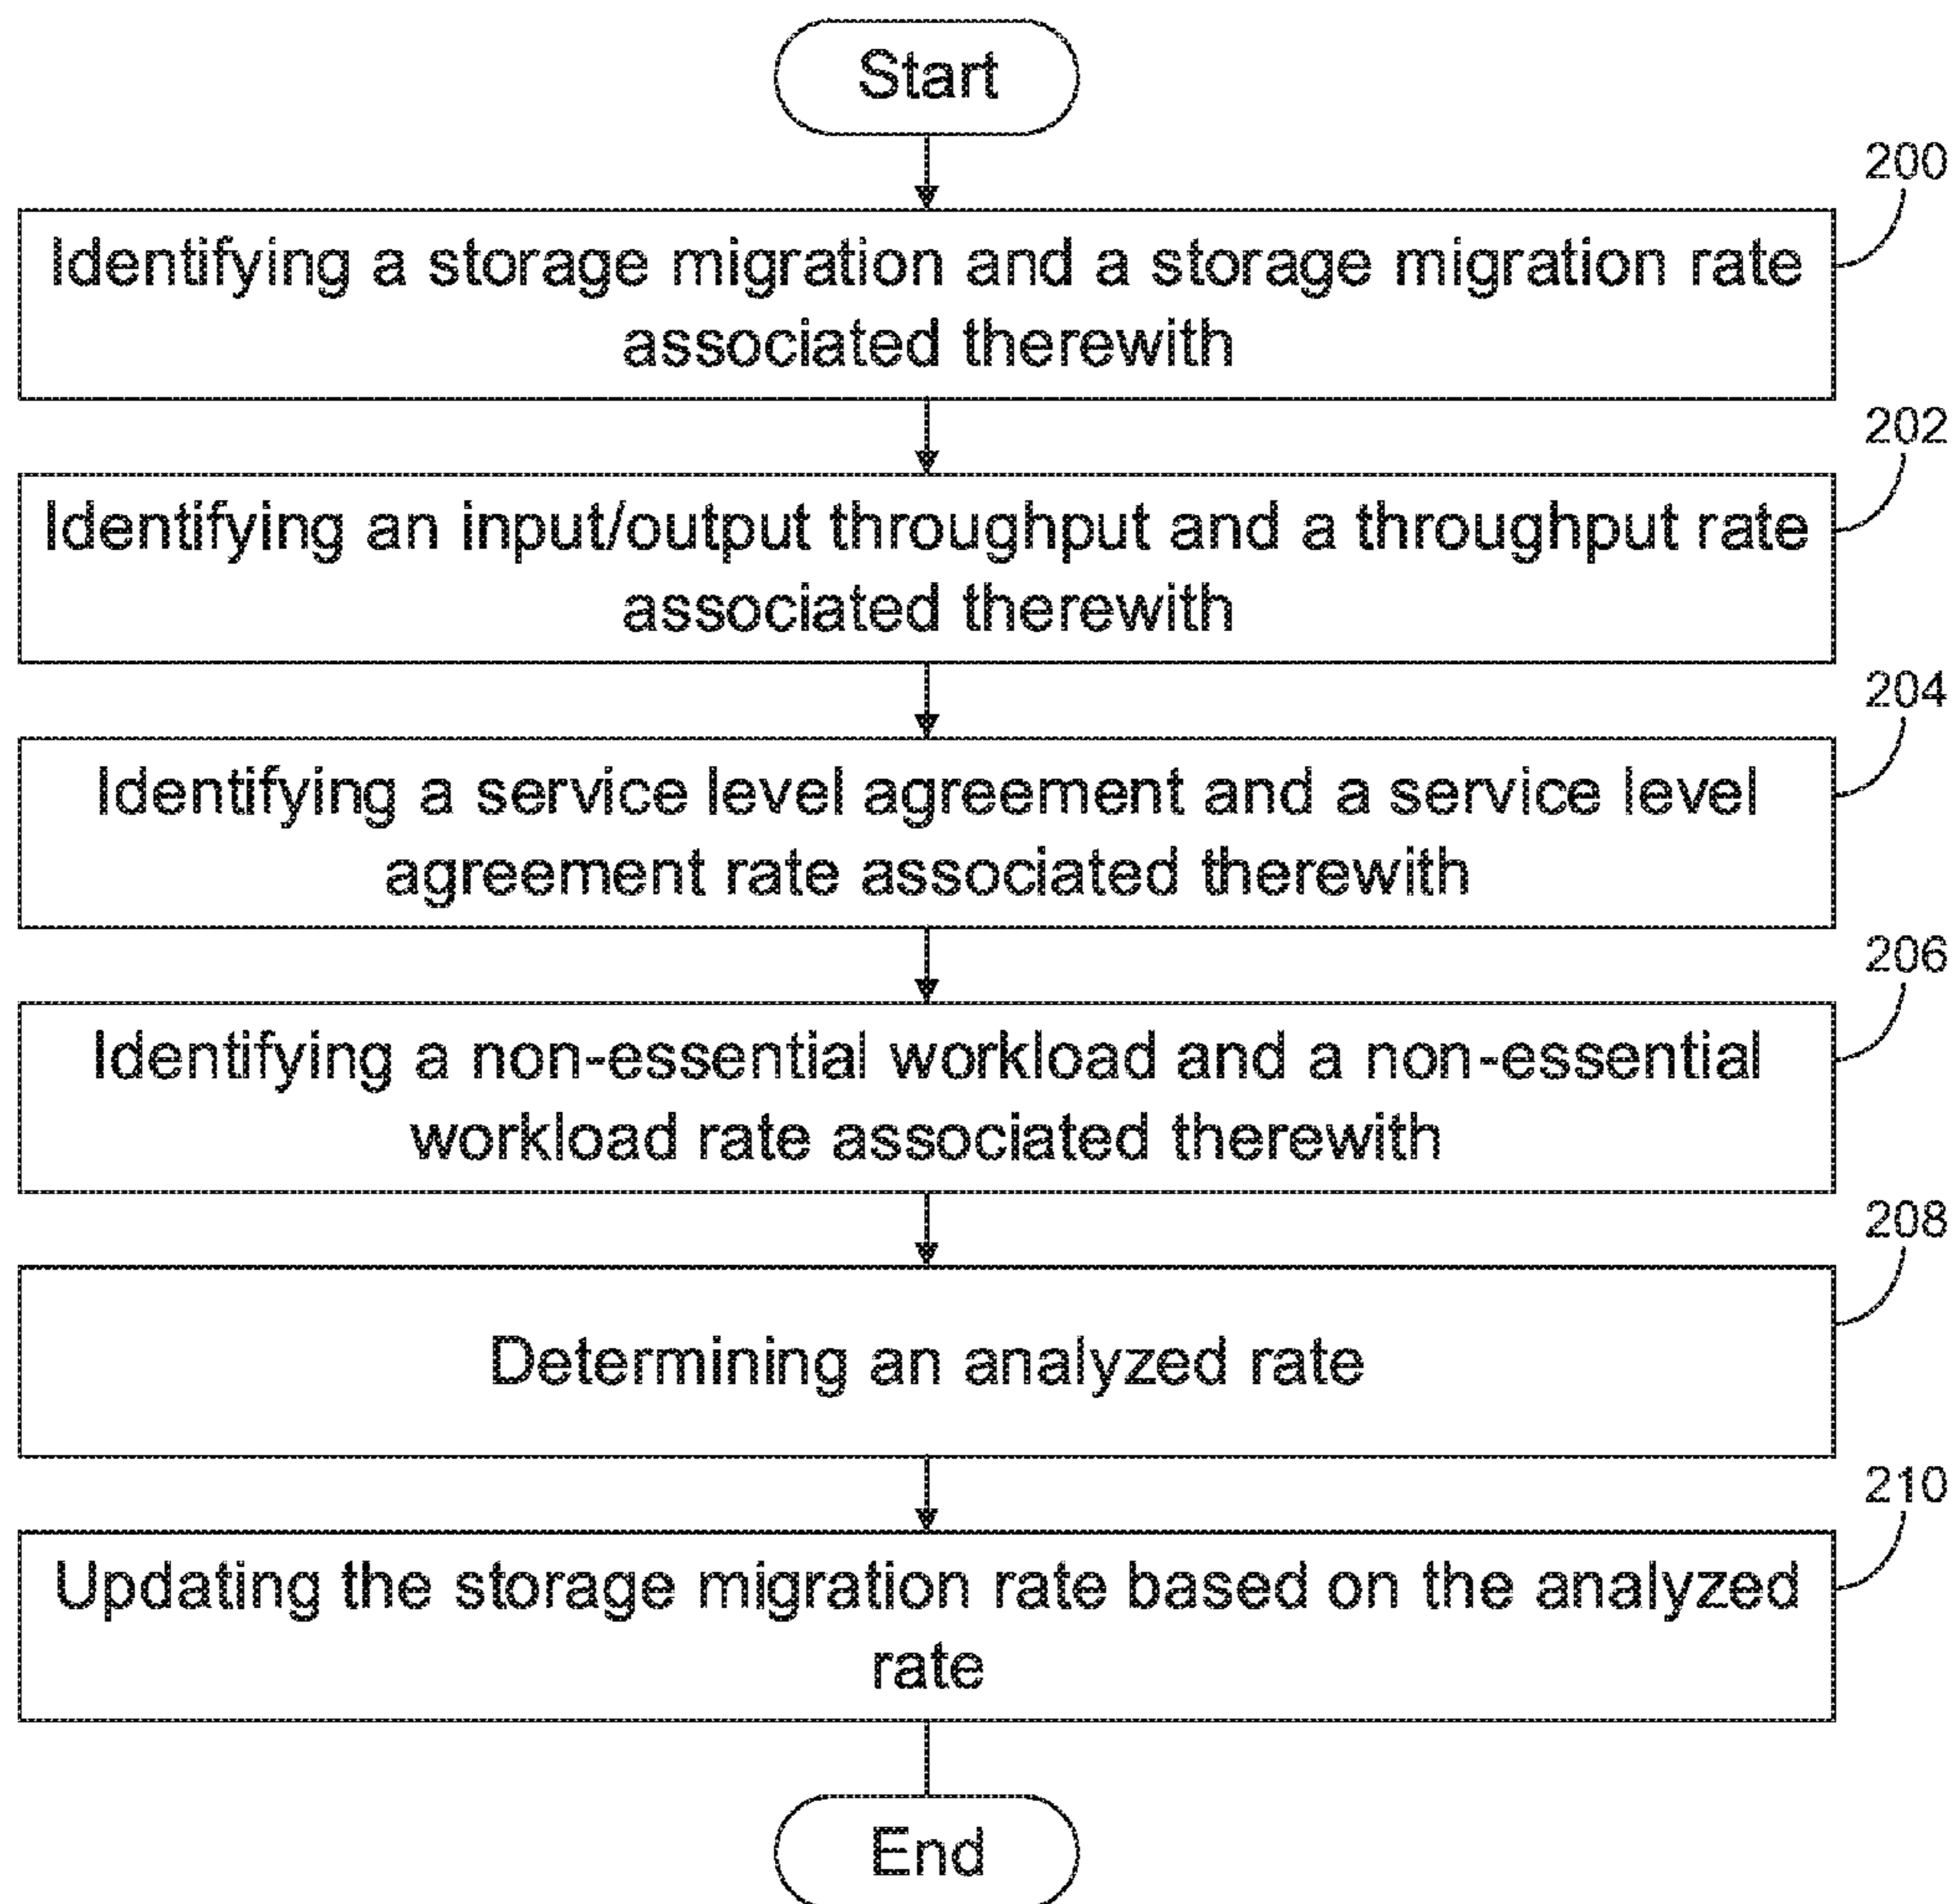 Start
200
Identifying a storage migration and a storage migration rate
associated therewith
202
Identifying an input/output throughput and a throughput rate
associated therewith
204
Identifying a service level agreement and a service level
agreement rate associated therewith
206
Identifying a non-essential workload and a non-essential
workload rate associated therewith
208
Determining an analyzed rate
210
Updating the storage migration rate based on the analyzed
rate
End